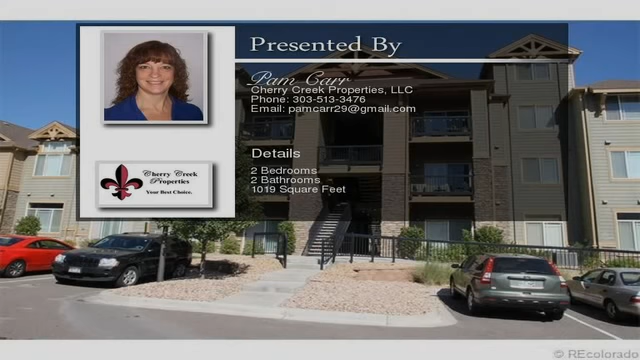 Presented By
Pam Carr
Cherry Creek Properties, LLC
Phone: 303-513-3476
Email: pamcarr29@gmail.com
Cherry Creek
Properties
Your Best Choice.
Details
2 Bedrooms
2 Bathrooms
1019 Square Feet
© REcolorado